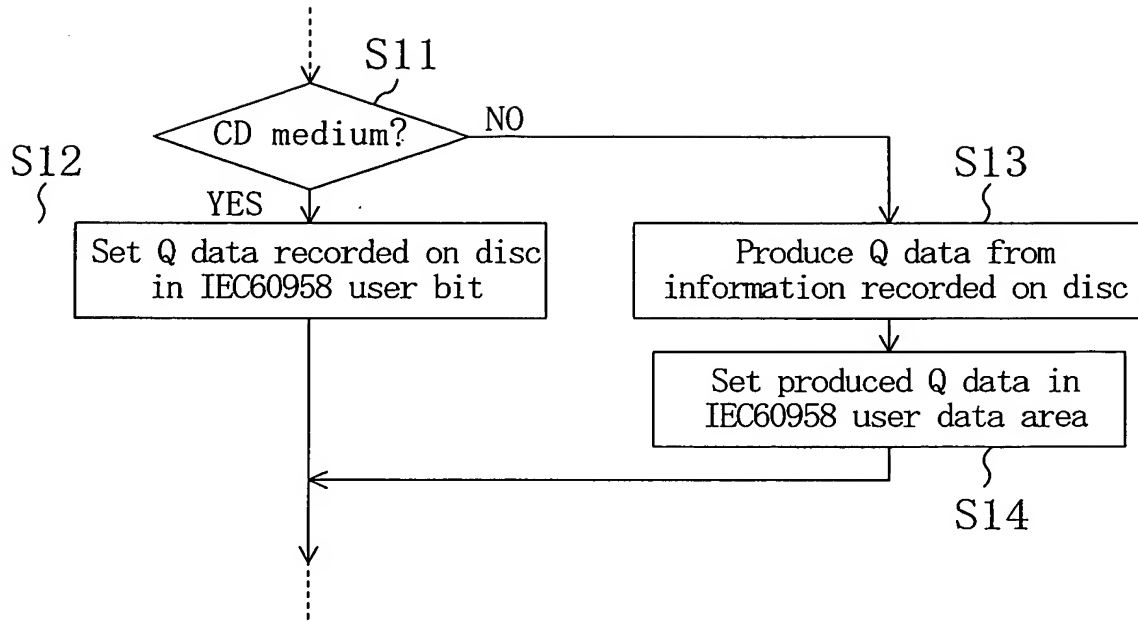 S11
CD medium?
NO
S12
S13
YES
Set Q data recorded on disc
in IEC60958 user bit
Produce Q data from
information recorded on disc
Set produced Q data in
IEC60958 user data area
S14